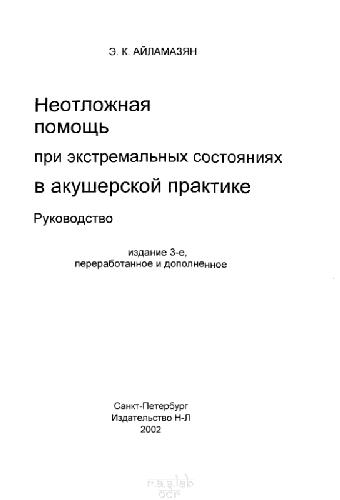 Э. К. АЙЛАМАЗЯН
Неотложная
помощь
при экстремальных состояниях
в акушерской практике
Руководство
издание 3-е,
переработанное и дополненное
Санкт-Петербург
Издательство Н-Л
2002